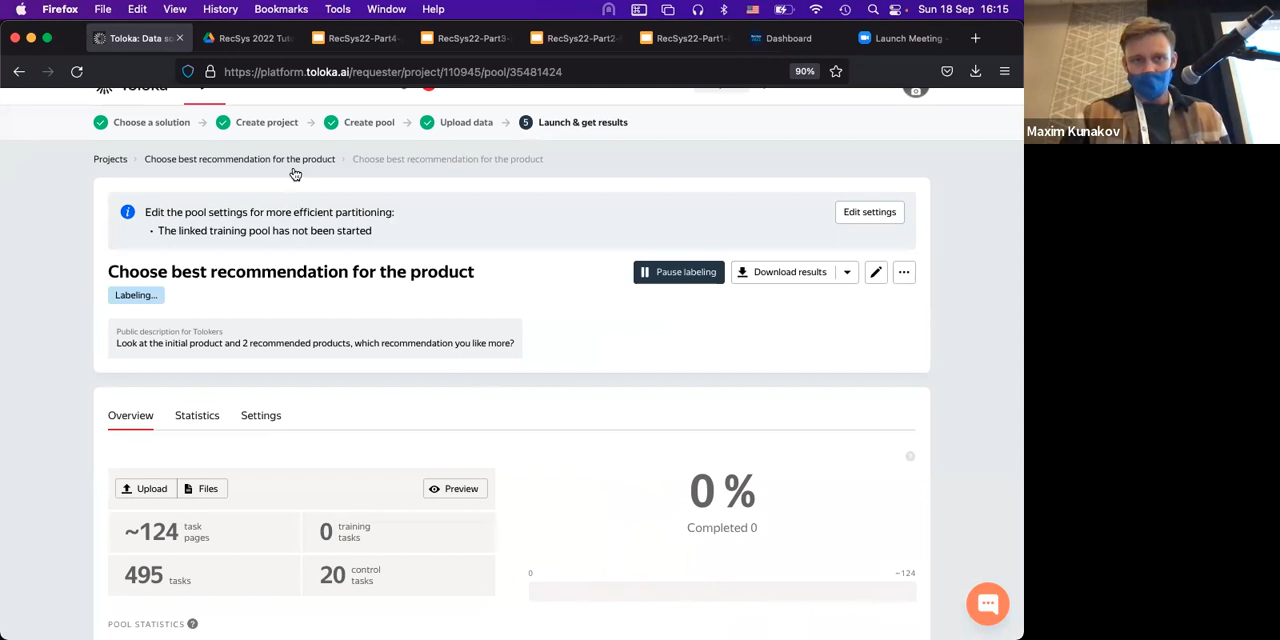 Firefox File Edit View History Bookmarks Tools Window Help Sun 18 Sep 16:15
Toloka: Data so RecSys 2022 Tuto RecSys22-Part4- RecSys22-Part3- RecSys22-Part2- RecSys22-Part1- Dashboard Launch Meeting -
https://platform.toloka.ai/requester/project/110945/pool/35481424 90%
Maxim Kunakov
Choose a solution Create project Create pool Upload data 5 Launch & get results
Projects Choose best recommendation for the product Choose best recommendation for the product
Edit the pool settings for more efficient partitioning:
• The linked training pool has not been started
Edit settings
Choose best recommendation for the product
Pause labeling Download results
Labeling...
Public description for Tolokers
Look at the initial product and 2 recommended products, which recommendation you like more?
Overview Statistics Settings
Upload Files Preview
~124 task pages
0 training tasks
495 tasks
20 control tasks
0 %
Completed 0
0 ~124
POOL STATISTICS ?